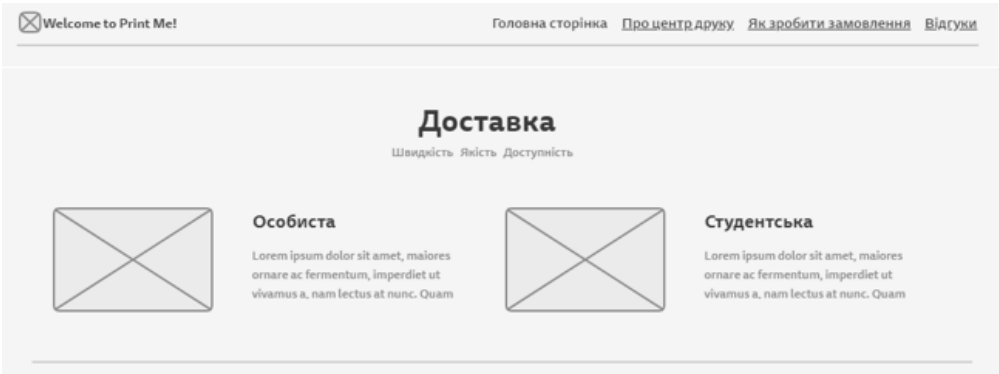 Welcome to Print Me! Головна сторінка Про центр друку Як зробити замовлення Відгуки
Доставка
Швидкість Якість Доступність
Особиста
Lorem ipsum dolor sit amet, maiores
ornare ac fermentum, imperdiet ut
vivamus a, nam lectus at nunc. Quam
Студентська
Lorem ipsum dolor sit amet, maiores
ornare ac fermentum, imperdiet ut
vivamus a, nam lectus at nunc. Quam